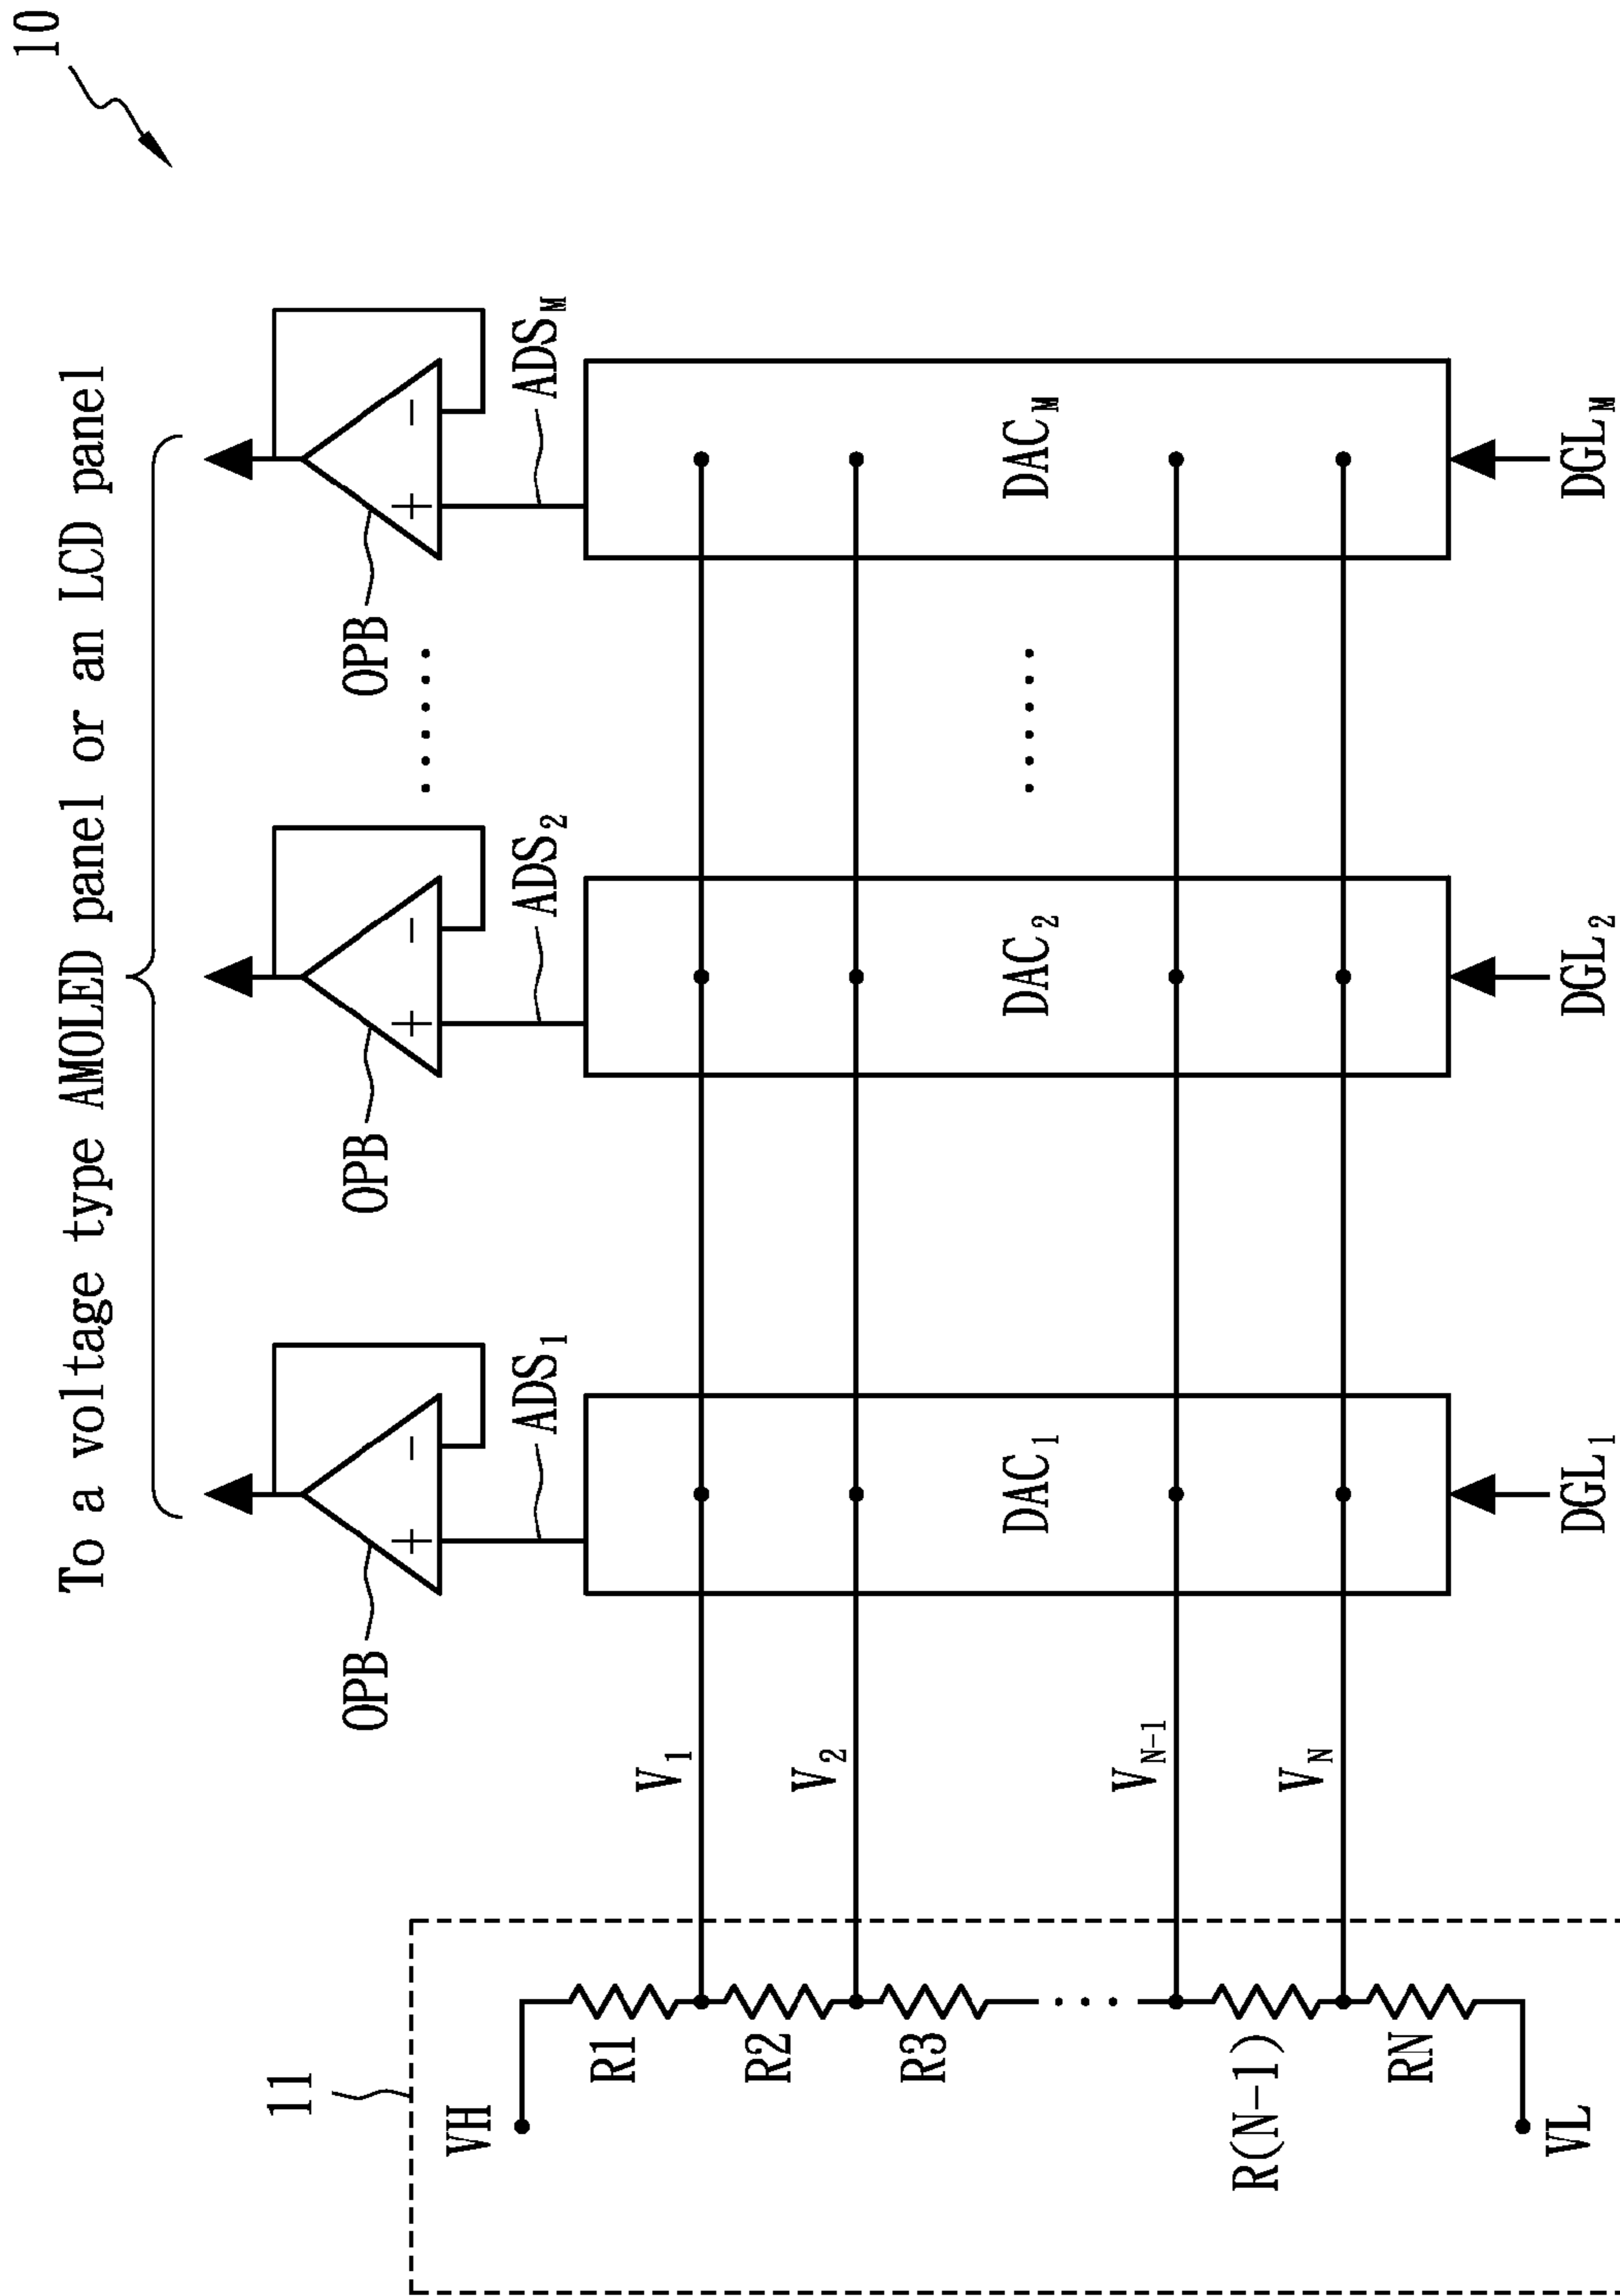 10
To a voltage type AMOLED panel or an LCD panel
OPB OPB OPB
ADS1 ADS2 ADSM
11
VH
V1
R1
V2
R2
DAC1 DAC2 DACM
R3
VN-1
R(N-1)
VN
RN
VL
DGL1 DGL2 DGLM